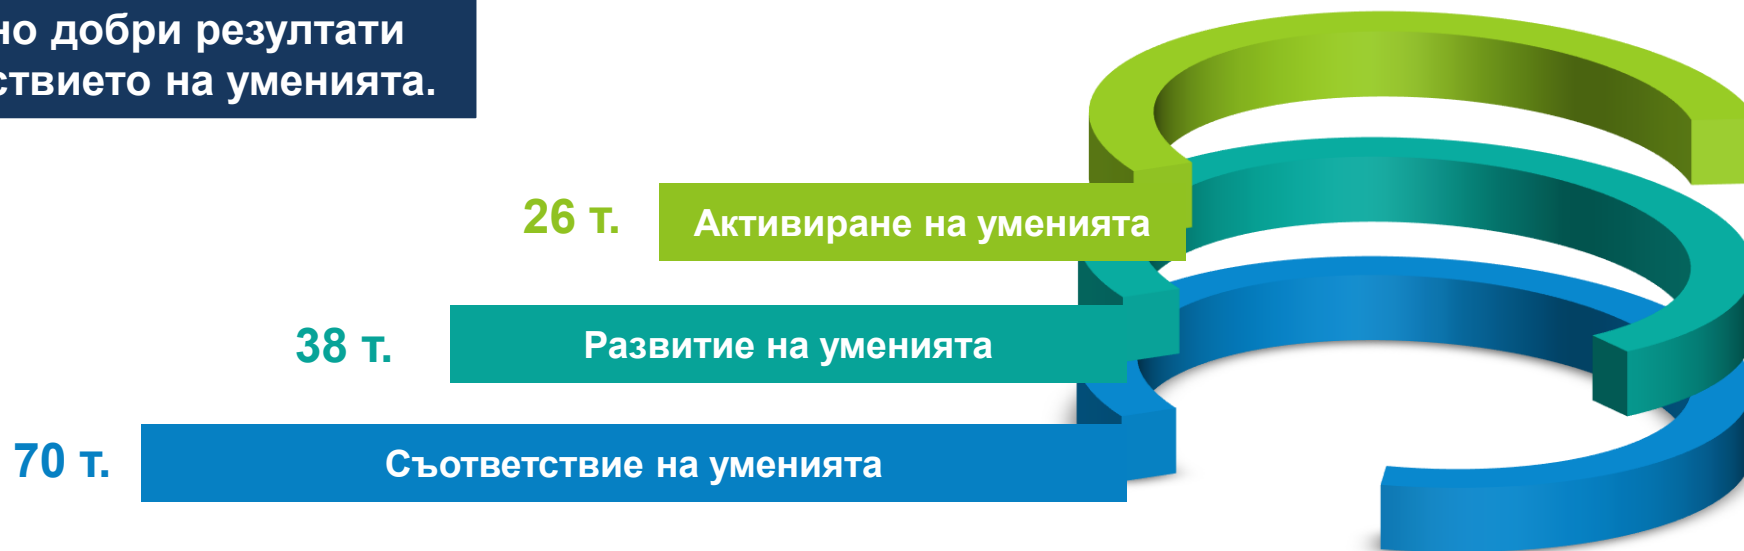 но добри резултати
ствието на уменията.
26 т.
Активиране на уменията
38 т.
Развитие на уменията
70 т.
Съответствие на уменията